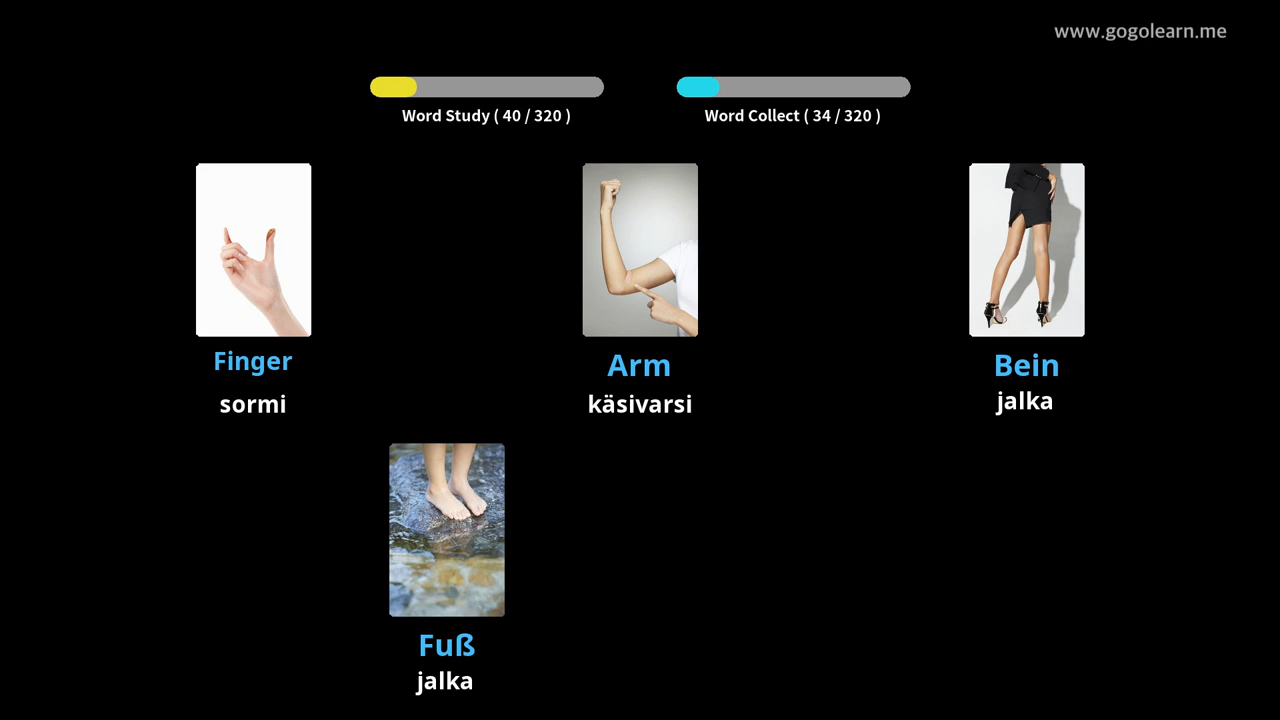 www.gogolearn.me
Word Study ( 40 / 320 )
Word Collect ( 34 / 320 )
Finger
sormi
Arm
käsivarsi
Bein
jalka
Fuß
jalka